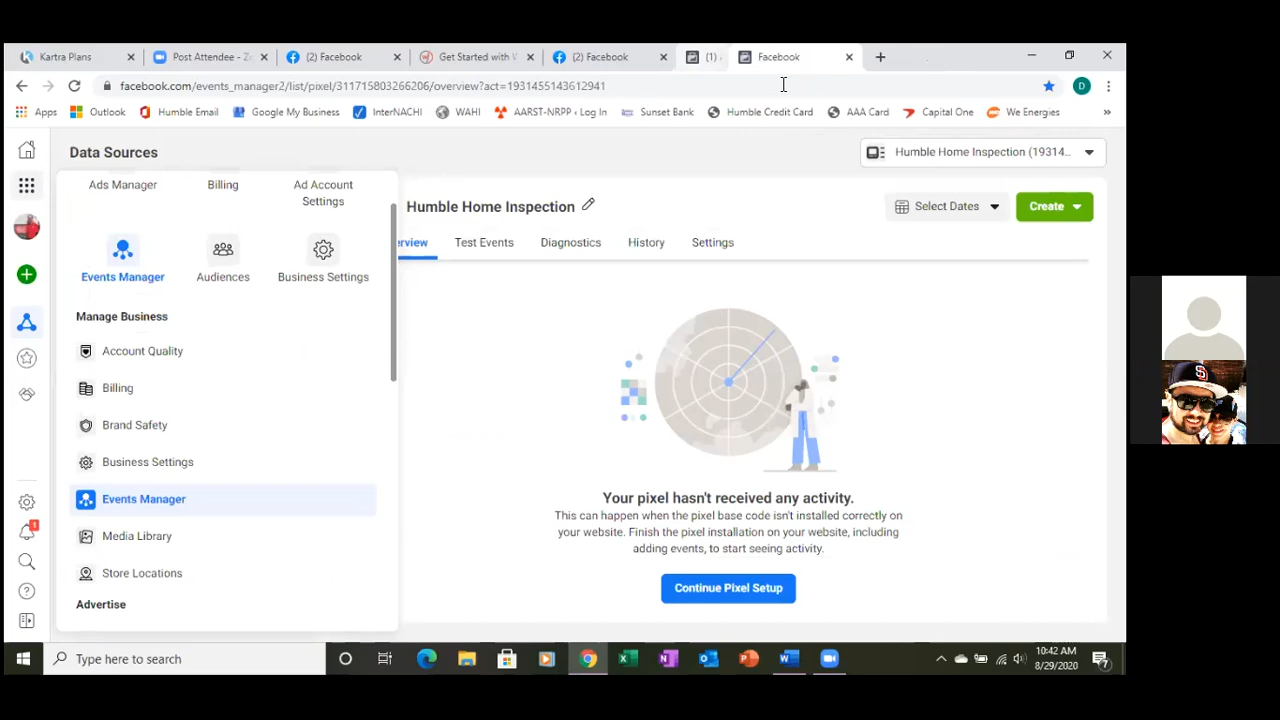 Kartra Plans
Post Attendee - Z
(2) Facebook
Get Started with
(2) Facebook
(1)
Facebook
facebook.com/events_manager2/list/pixel/311715803266206/overview?act=1931455143612941
D
Apps
Outlook
Humble Email
Google My Business
InterNACHI
WAHI
AARST-NRPP ‹ Log In
Sunset Bank
Humble Credit Card
AAA Card
Capital One
We Energies
»
Data Sources
Humble Home Inspection (19314...
Ads Manager
Billing
Ad Account
Settings
Humble Home Inspection
Select Dates
Create
erview
Test Events
Diagnostics
History
Settings
Events Manager
Audiences
Business Settings
Manage Business
Account Quality
Billing
Brand Safety
Business Settings
Events Manager
Media Library
Store Locations
Advertise
Your pixel hasn't received any activity.
This can happen when the pixel base code isn't installed correctly on
your website. Finish the pixel installation on your website, including
adding events, to start seeing activity.
Continue Pixel Setup
1
Type here to search
10:42 AM
8/29/2020
7